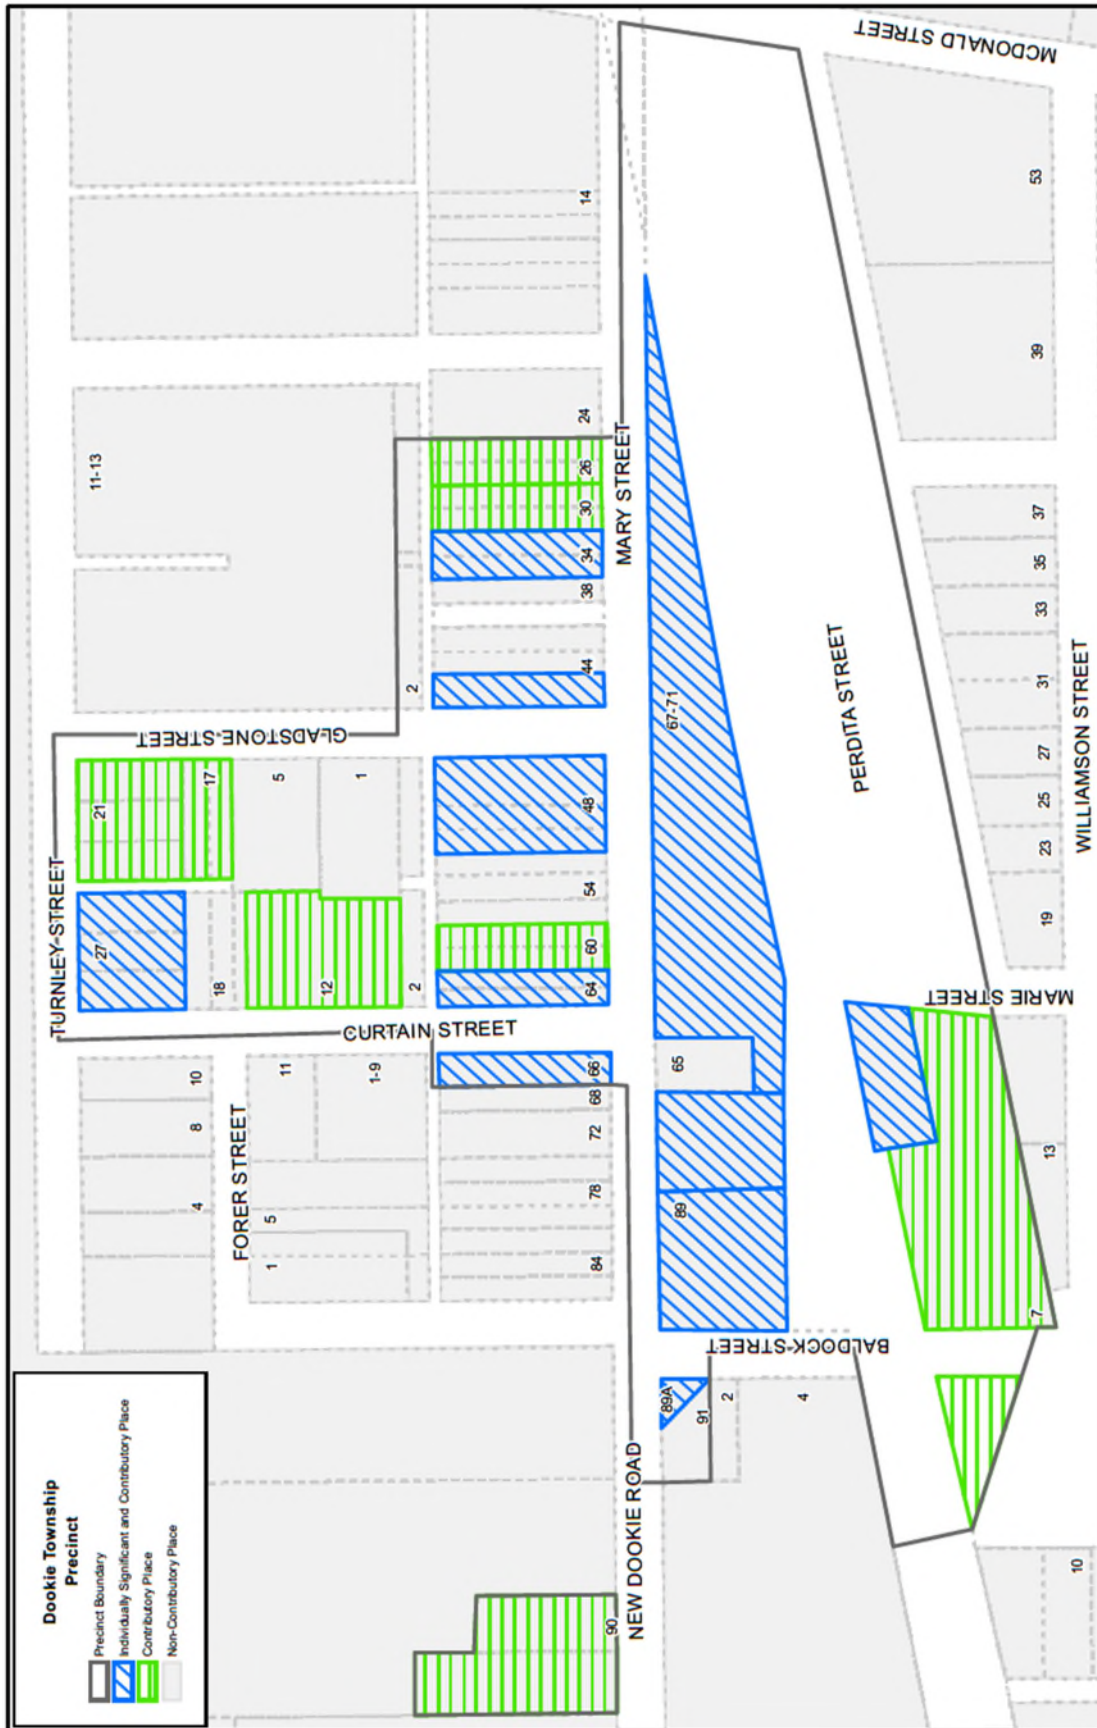 Dookie Township
Precinct
Precinct Boundary
Individually Significant and Contributory Place
Contributory Place
Non-Contributory Place
TURNLEY STREET
GLADSTONE STREET
CURTAIN STREET
FORER STREET
MARY STREET
NEW DOOKIE ROAD
BALDOCK STREET
PERDITA STREET
MARIE STREET
WILLIAMSON STREET
MCDONALD STREET
11-13
2
21
17
5
1
27
18
12
2
10
8
4
11
1-9
5
1
14
24
26
30
34
38
44
48
54
60
64
66
68
72
78
84
90
67-71
65
89
89A
91
2
4
7
13
19
23
25
27
31
33
35
37
39
53
10